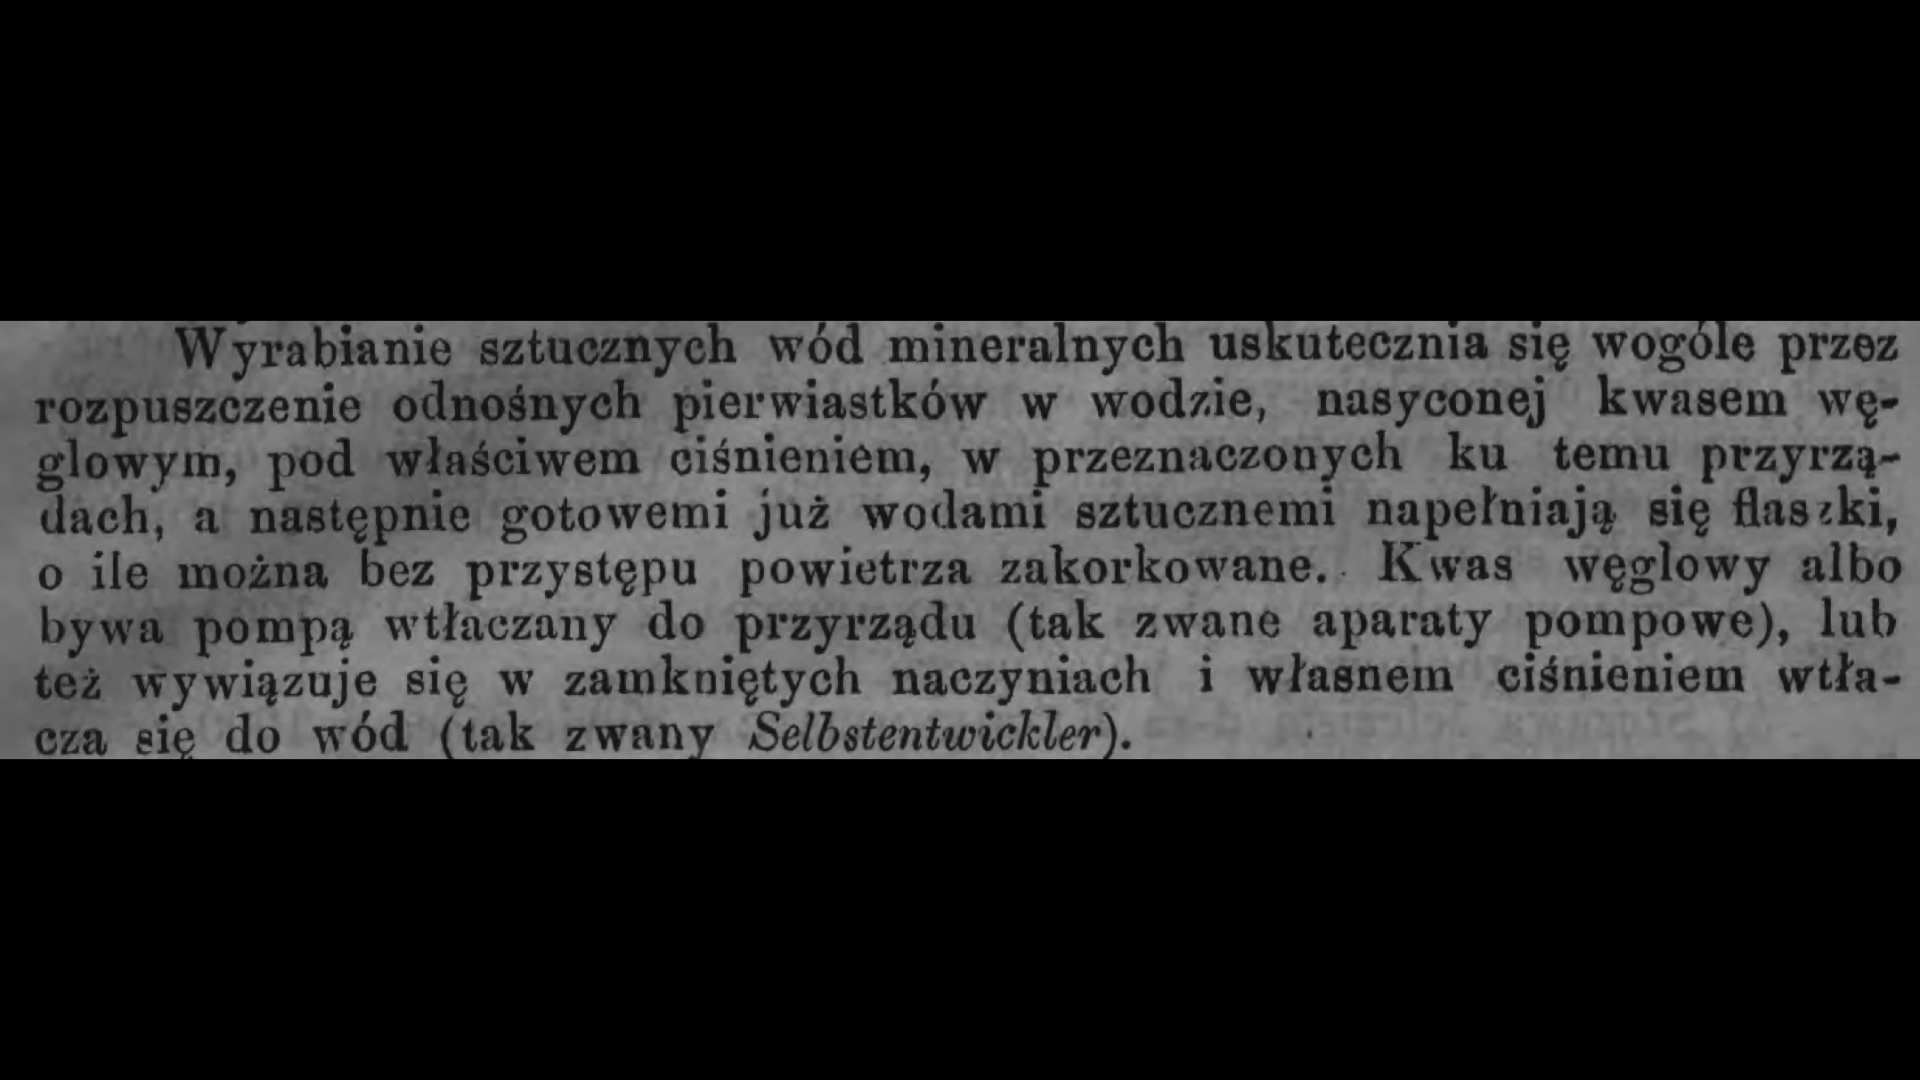 Wyrabianie sztucznych wód mineralnych uskutecznia się wogóle przez
rozpuszczenie odnośnych pierwiastków w wodzie, nasyconej kwasem wę-
glowym, pod właściwem ciśnieniem, w przeznaczonych ku temu przyrzą-
dach, a następnie gotowemi już wodami sztucznemi napełniają się flaszki,
o ile można bez przystępu powietrza zakorkowane. Kwas węglowy albo
bywa pompą wtłaczany do przyrządu (tak zwane aparaty pompowe), lub
też wywiązuje się w zamkniętych naczyniach i własnem ciśnieniem wtła-
cza się do wód (tak zwany Selbstentwickler).